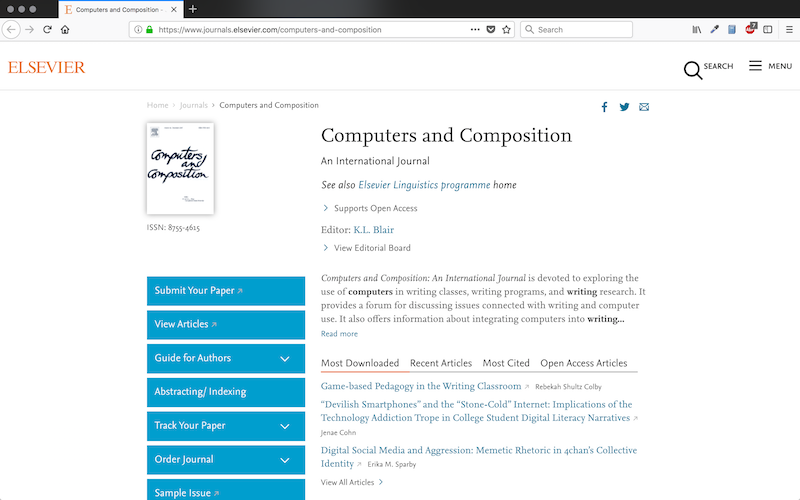 Computers and Composition -
https://www.journals.elsevier.com/computers-and-composition
Search
7
ELSEVIER
SEARCH
MENU
Home › Journals › Computers and Composition
Computers
and
Composition
ISSN: 8755-4615
Computers and Composition
An International Journal
See also Elsevier Linguistics programme home
Supports Open Access
Editor: K.L. Blair
View Editorial Board
Submit Your Paper
View Articles
Guide for Authors
Abstracting/ Indexing
Track Your Paper
Order Journal
Sample Issue
Computers and Composition: An International Journal is devoted to exploring the
use of computers in writing classes, writing programs, and writing research. It
provides a forum for discussing issues connected with writing and computer
use. It also offers information about integrating computers into writing...
Read more
Most Downloaded Recent Articles Most Cited Open Access Articles
Game-based Pedagogy in the Writing Classroom Rebekah Shultz Colby
“Devilish Smartphones” and the “Stone-Cold” Internet: Implications of the
Technology Addiction Trope in College Student Digital Literacy Narratives
Jenae Cohn
Digital Social Media and Aggression: Memetic Rhetoric in 4chan’s Collective
Identity Erika M. Sparby
View All Articles